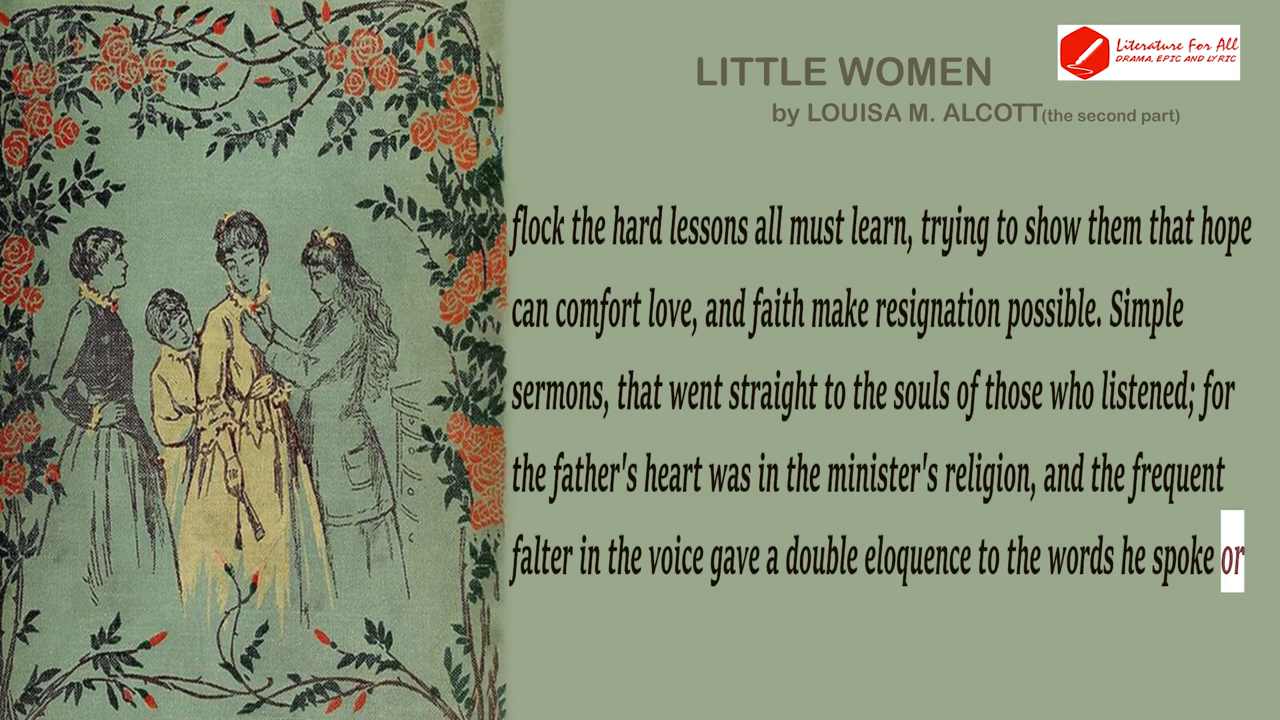 LITTLE WOMEN
by LOUISA M. ALCOTT(the second part)
Literature For All
DRAMA, EPIC AND LYRIC
flock the hard lessons all must learn, trying to show them that hope
can comfort love, and faith make resignation possible. Simple
sermons, that went straight to the souls of those who listened; for
the father's heart was in the minister's religion, and the frequent
falter in the voice gave a double eloquence to the words he spoke or